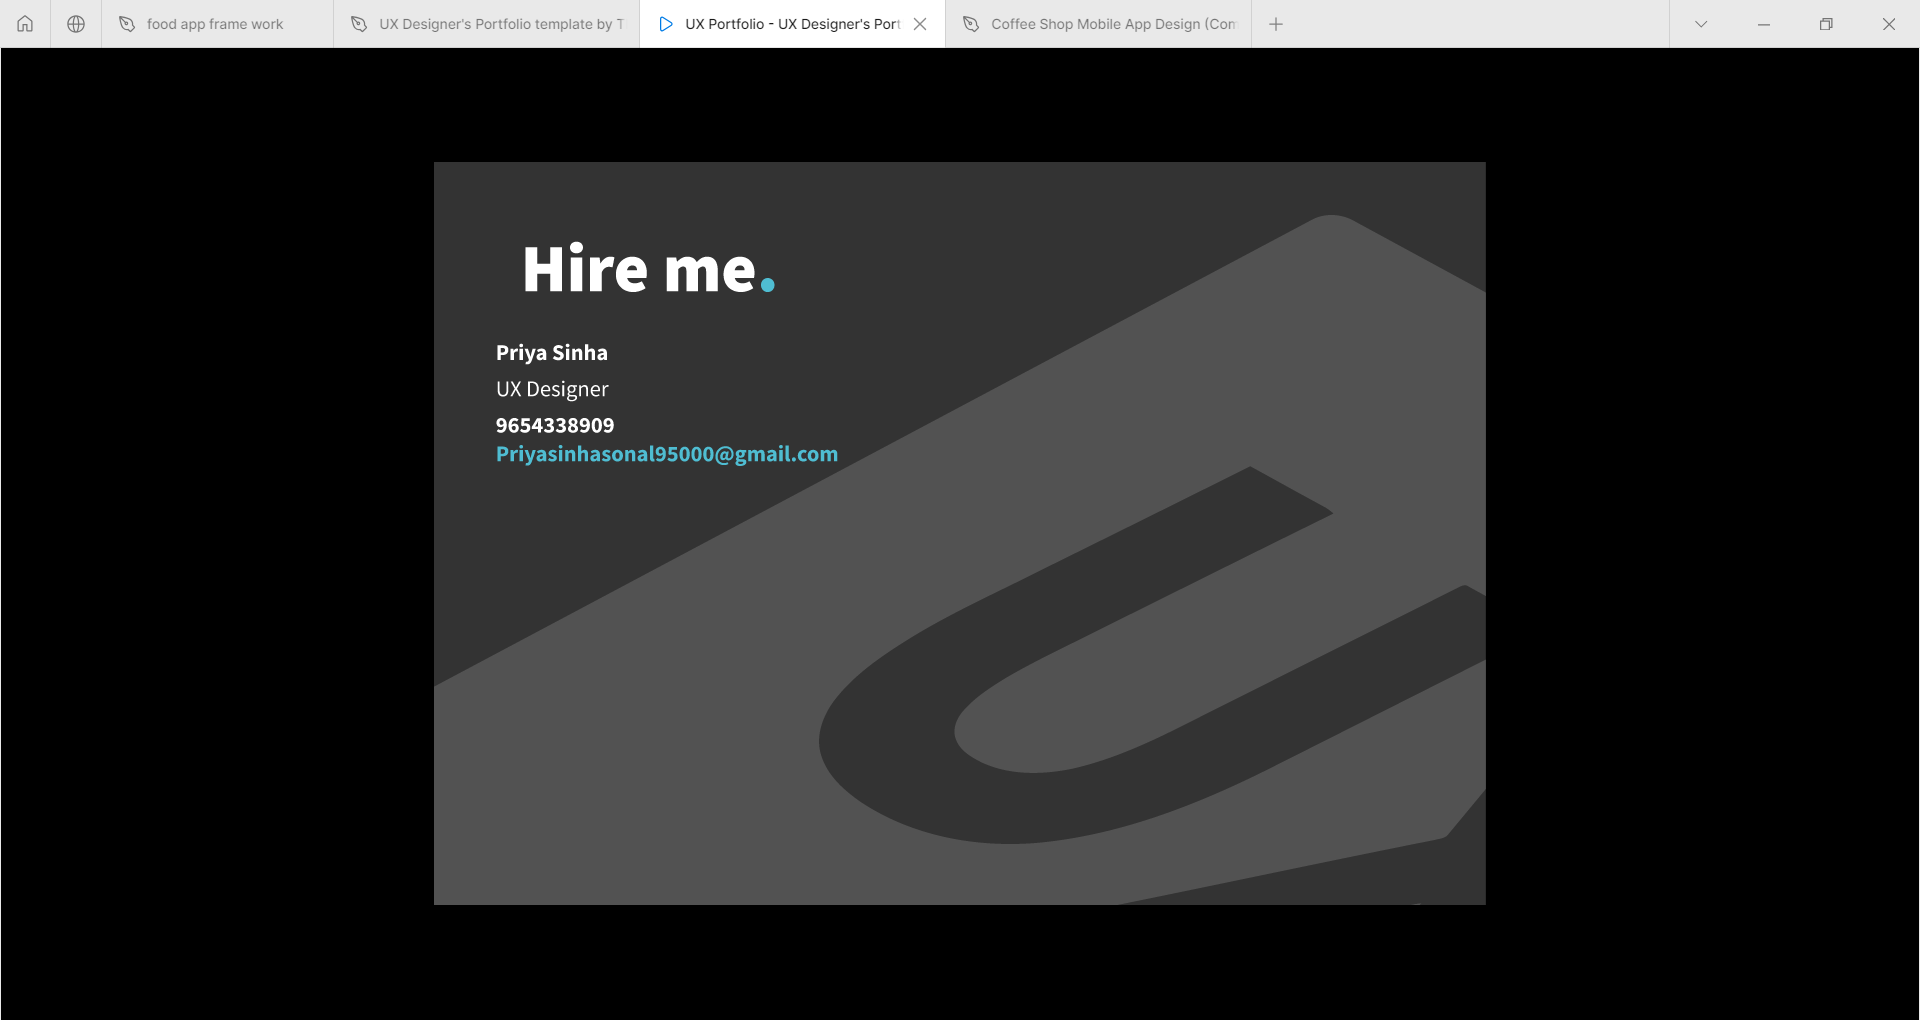 food app frame work
UX Designer's Portfolio template by T
UX Portfolio - UX Designer's Port
Coffee Shop Mobile App Design (Com
Hire me.
Priya Sinha
UX Designer
9654338909
Priyasinhasonal95000@gmail.com